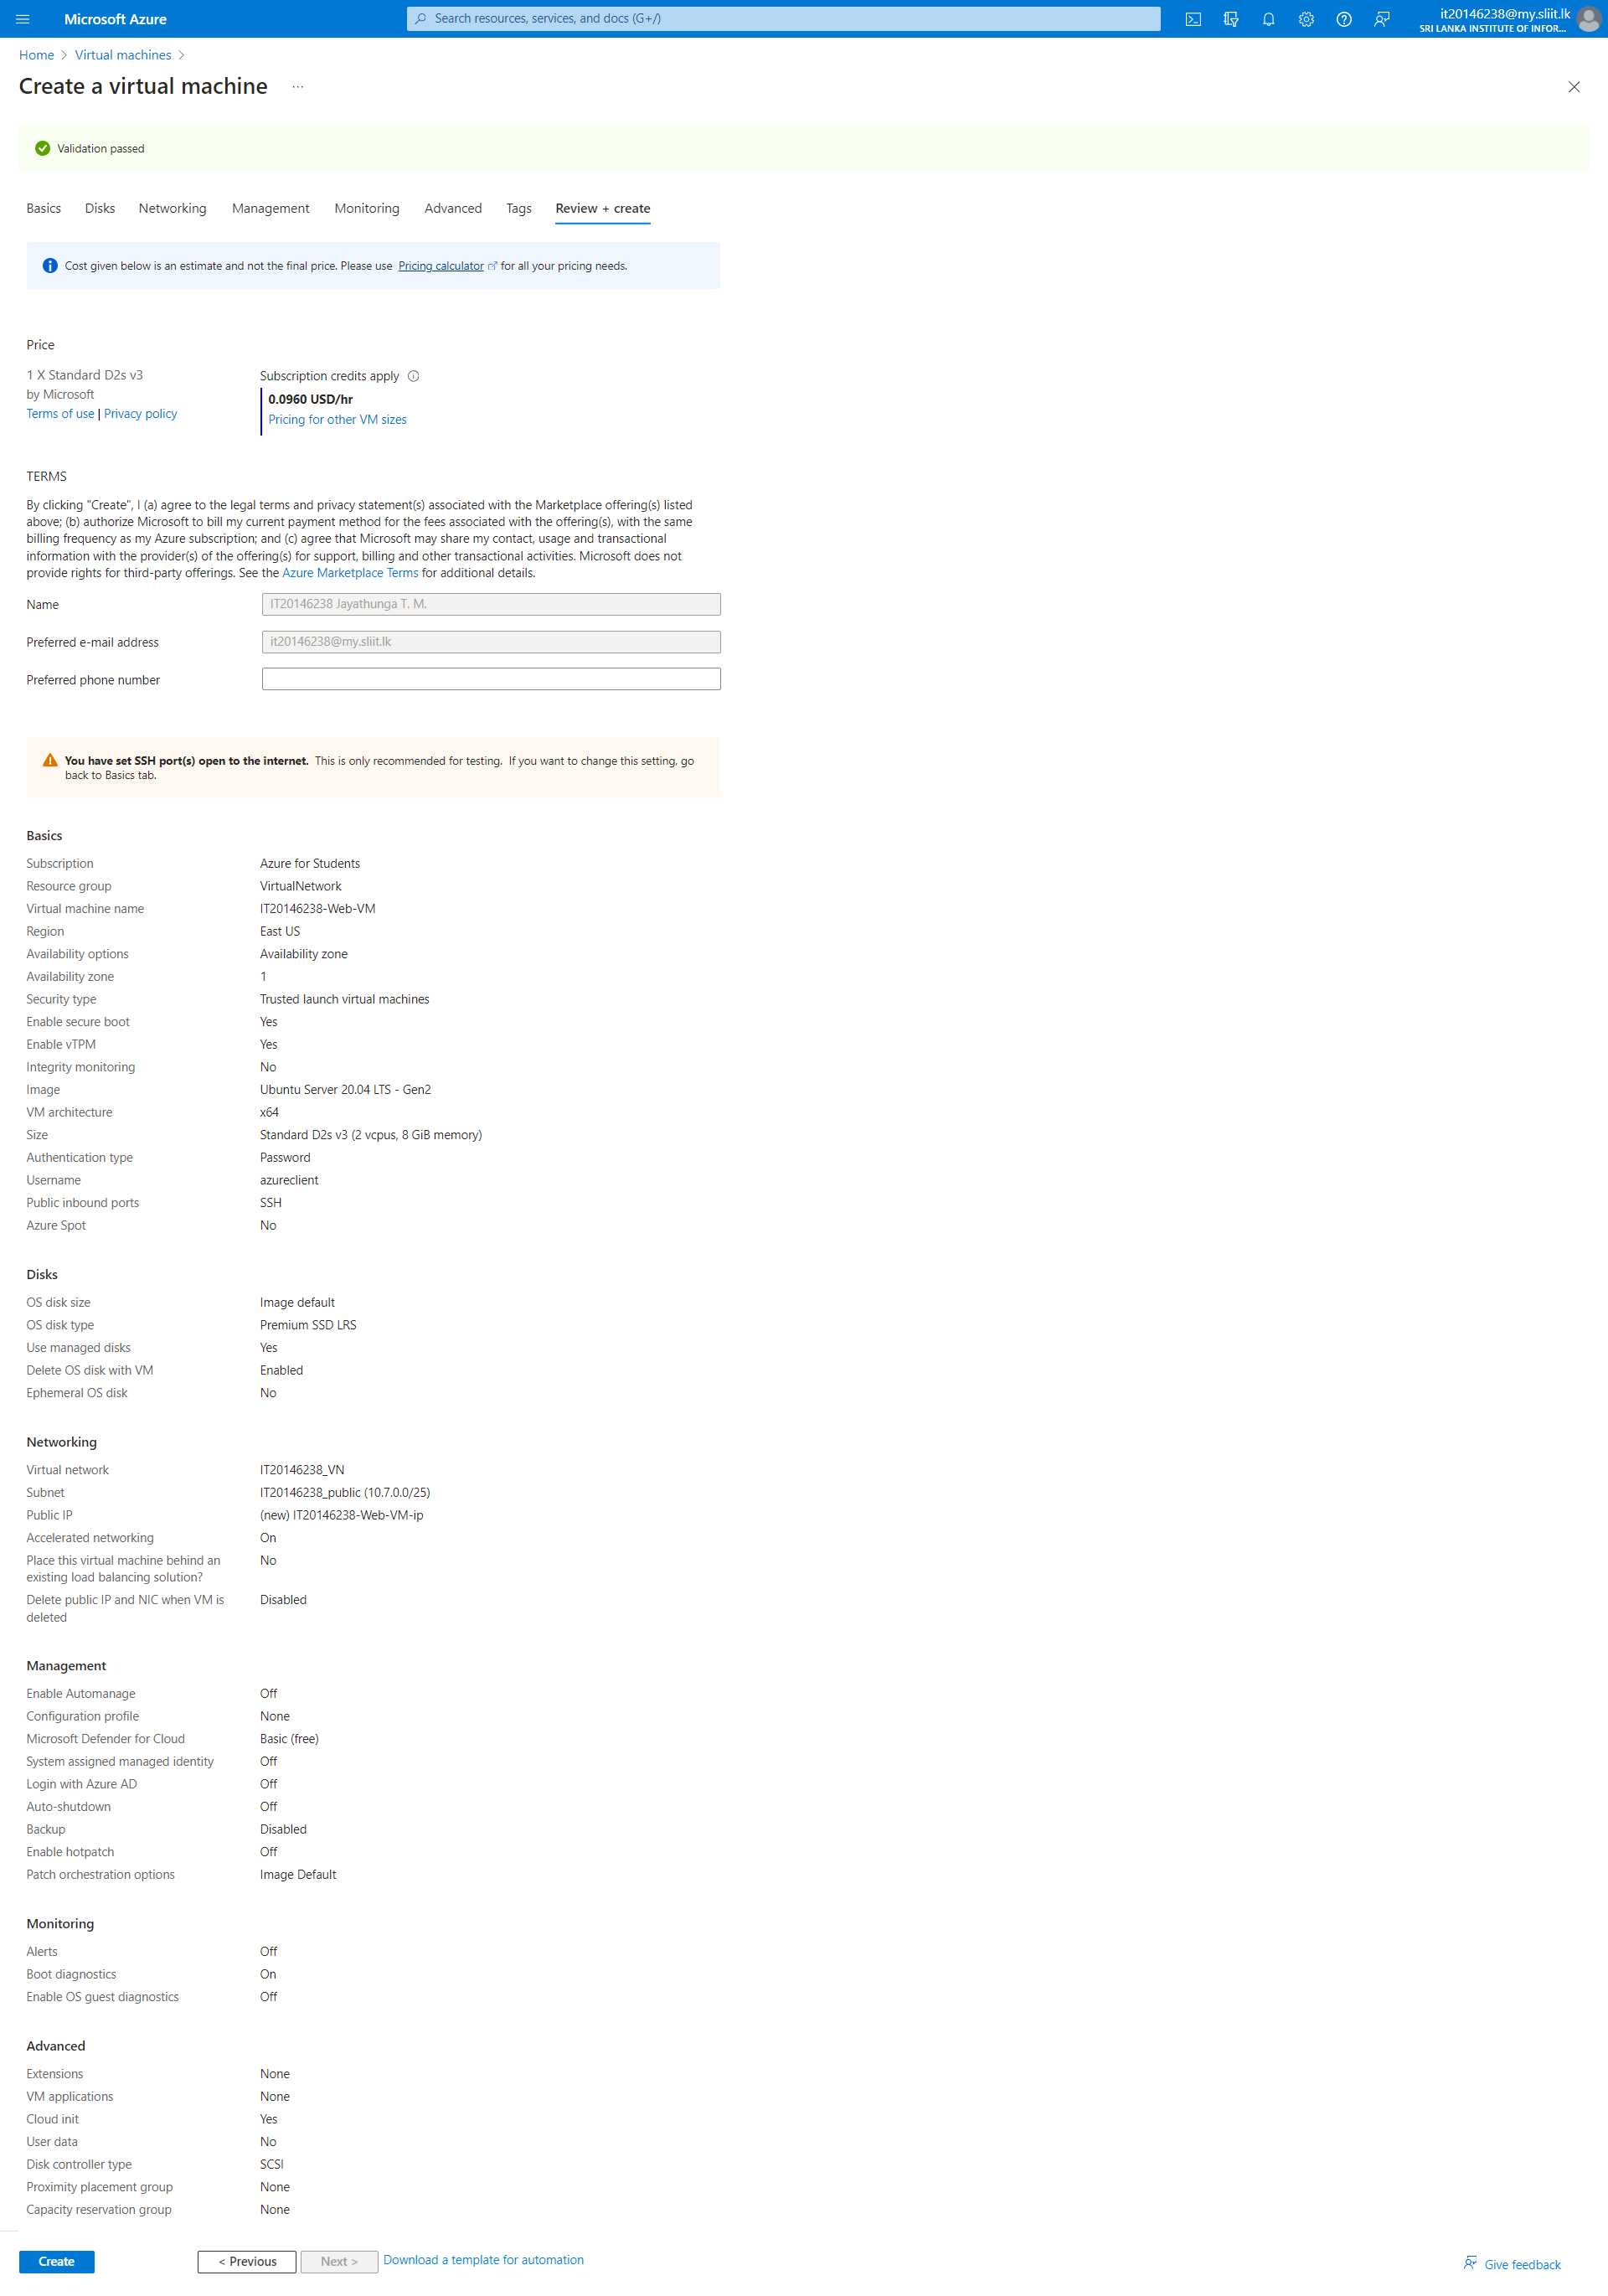 Microsoft Azure
Search resources, services, and docs (G+/)
it20146238@my.sliit.lk
SRI LANKA INSTITUTE OF INFOR...
Home > Virtual machines >
Create a virtual machine ...
Validation passed
Basics Disks Networking Management Monitoring Advanced Tags Review + create
Cost given below is an estimate and not the final price. Please use Pricing calculator for all your pricing needs.
Price
1 X Standard D2s v3
by Microsoft
Terms of use | Privacy policy
Subscription credits apply
0.0960 USD/hr
Pricing for other VM sizes
TERMS
By clicking "Create", I (a) agree to the legal terms and privacy statement(s) associated with the Marketplace offering(s) listed
above; (b) authorize Microsoft to bill my current payment method for the fees associated with the offering(s), with the same
billing frequency as my Azure subscription; and (c) agree that Microsoft may share my contact, usage and transactional
information with the provider(s) of the offering(s) for support, billing and other transactional activities. Microsoft does not
provide rights for third-party offerings. See the Azure Marketplace Terms for additional details.
Name IT20146238 Jayathunga T. M.
Preferred e-mail address it20146238@my.sliit.lk
Preferred phone number
You have set SSH port(s) open to the internet. This is only recommended for testing. If you want to change this setting, go
back to Basics tab.
Basics
Subscription Azure for Students
Resource group VirtualNetwork
Virtual machine name IT20146238-Web-VM
Region East US
Availability options Availability zone
Availability zone 1
Security type Trusted launch virtual machines
Enable secure boot Yes
Enable vTPM Yes
Integrity monitoring No
Image Ubuntu Server 20.04 LTS - Gen2
VM architecture x64
Size Standard D2s v3 (2 vcpus, 8 GiB memory)
Authentication type Password
Username azureclient
Public inbound ports SSH
Azure Spot No
Disks
OS disk size Image default
OS disk type Premium SSD LRS
Use managed disks Yes
Delete OS disk with VM Enabled
Ephemeral OS disk No
Networking
Virtual network IT20146238_VN
Subnet IT20146238_public (10.7.0.0/25)
Public IP (new) IT20146238-Web-VM-ip
Accelerated networking On
Place this virtual machine behind an No
existing load balancing solution?
Delete public IP and NIC when VM is Disabled
deleted
Management
Enable Automanage Off
Configuration profile None
Microsoft Defender for Cloud Basic (free)
System assigned managed identity Off
Login with Azure AD Off
Auto-shutdown Off
Backup Disabled
Enable hotpatch Off
Patch orchestration options Image Default
Monitoring
Alerts Off
Boot diagnostics On
Enable OS guest diagnostics Off
Advanced
Extensions None
VM applications None
Cloud init Yes
User data No
Disk controller type SCSI
Proximity placement group None
Capacity reservation group None
Create < Previous Next > Download a template for automation Give feedback